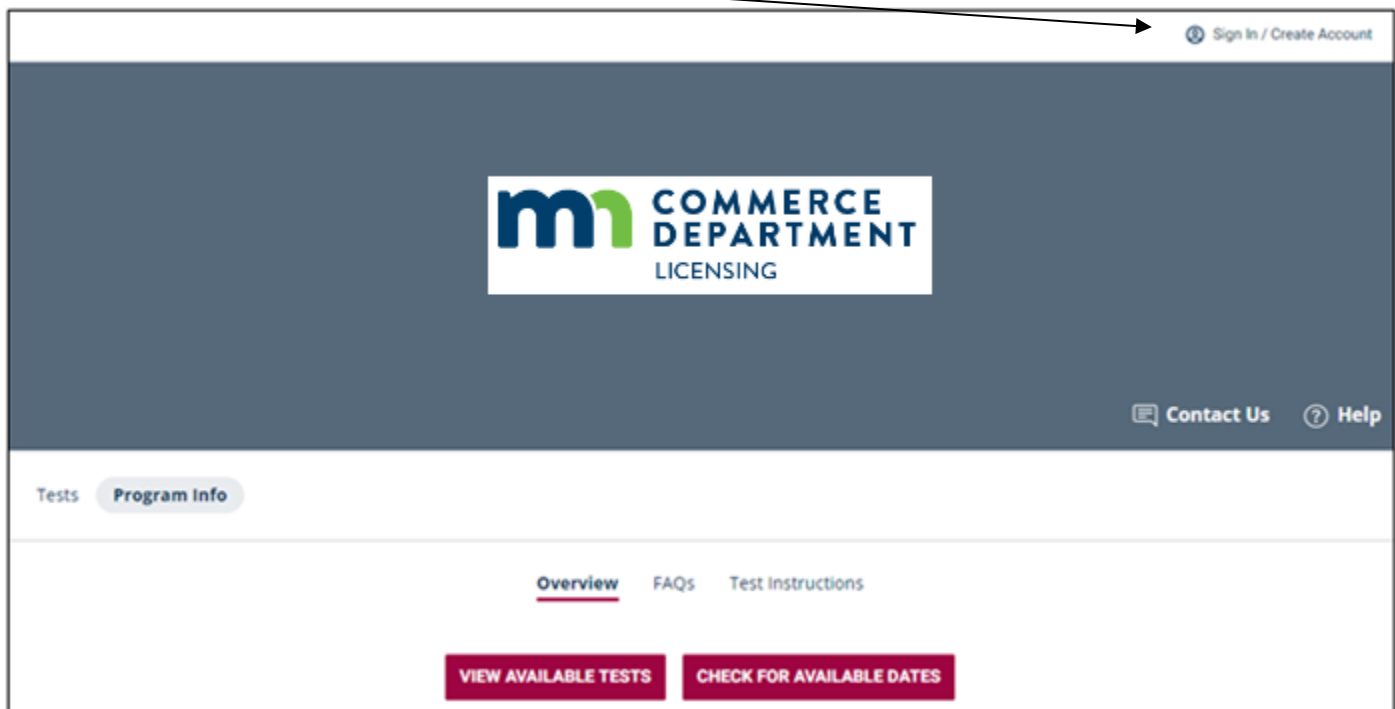 Sign In / Create Account
mn COMMERCE
DEPARTMENT
LICENSING
Contact Us Help
Tests Program Info
Overview FAQs Test Instructions
VIEW AVAILABLE TESTS CHECK FOR AVAILABLE DATES